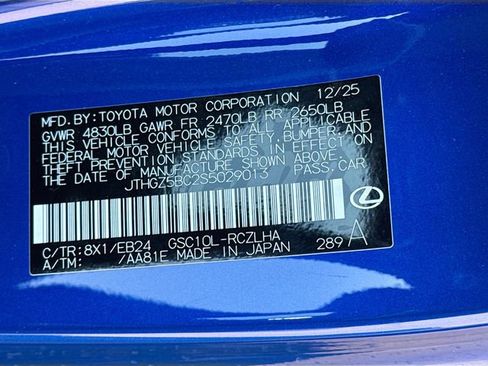 MFD. BY: TOYOTA MOTOR CORPORATION 12/25
GVWR 4830LB GAWR FR 2470LB RR 2650LB
THIS VEHICLE CONFORMS TO ALL APPLICABLE
FEDERAL MOTOR VEHICLE SAFETY, BUMPER, AND
THEFT PREVENTION STANDARDS IN EFFECT ON
THE DATE OF MANUFACTURE SHOWN ABOVE.
JTHGZ5BC2S5029013 PASS. CAR
C/TR: 8X1/EB24 GSC10L-RCZLHA
A/TM: /AA81E MADE IN JAPAN 289 A